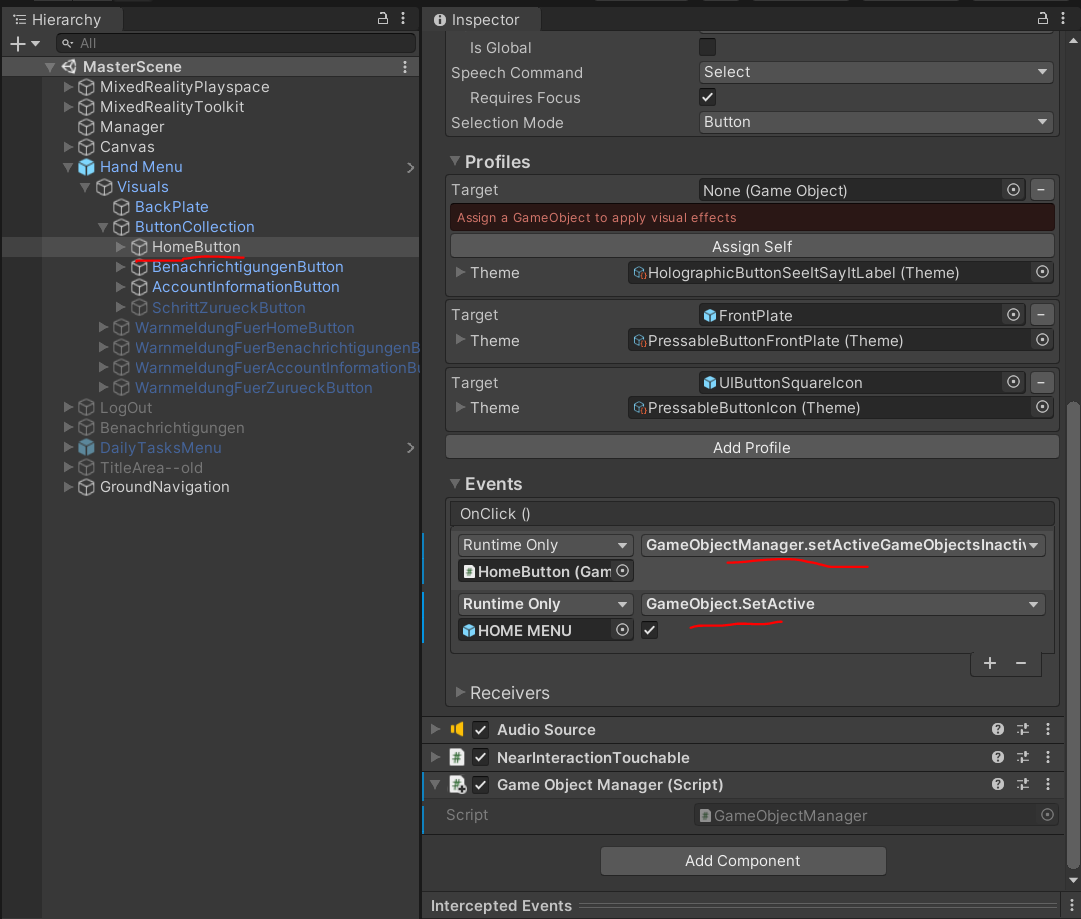 Hierarchy
All
MasterScene
MixedRealityPlayspace
MixedRealityToolkit
Manager
Canvas
Hand Menu
Visuals
BackPlate
ButtonCollection
HomeButton
BenachrichtigungenButton
AccountInformationButton
SchrittZurueckButton
WarnmeldungFuerHomeButton
WarnmeldungFuerBenachrichtigungenB
WarnmeldungFuerAccountInformationBu
WarnmeldungFuerZurueckButton
LogOut
Benachrichtigungen
DailyTasksMenu
TitleArea--old
GroundNavigation
Inspector
Is Global
Speech Command Select
Requires Focus
Selection Mode Button
Profiles
Target None (Game Object)
Assign a GameObject to apply visual effects
Assign Self
Theme HolographicButtonSeeItSayItLabel (Theme)
Target FrontPlate
Theme PressableButtonFrontPlate (Theme)
Target UIButtonSquareIcon
Theme PressableButtonIcon (Theme)
Add Profile
Events
OnClick ()
Runtime Only GameObjectManager.setActiveGameObjectsInactiv
HomeButton (Gam
Runtime Only GameObject.SetActive
HOME MENU
Receivers
Audio Source
NearInteractionTouchable
Game Object Manager (Script)
Script GameObjectManager
Add Component
Intercepted Events